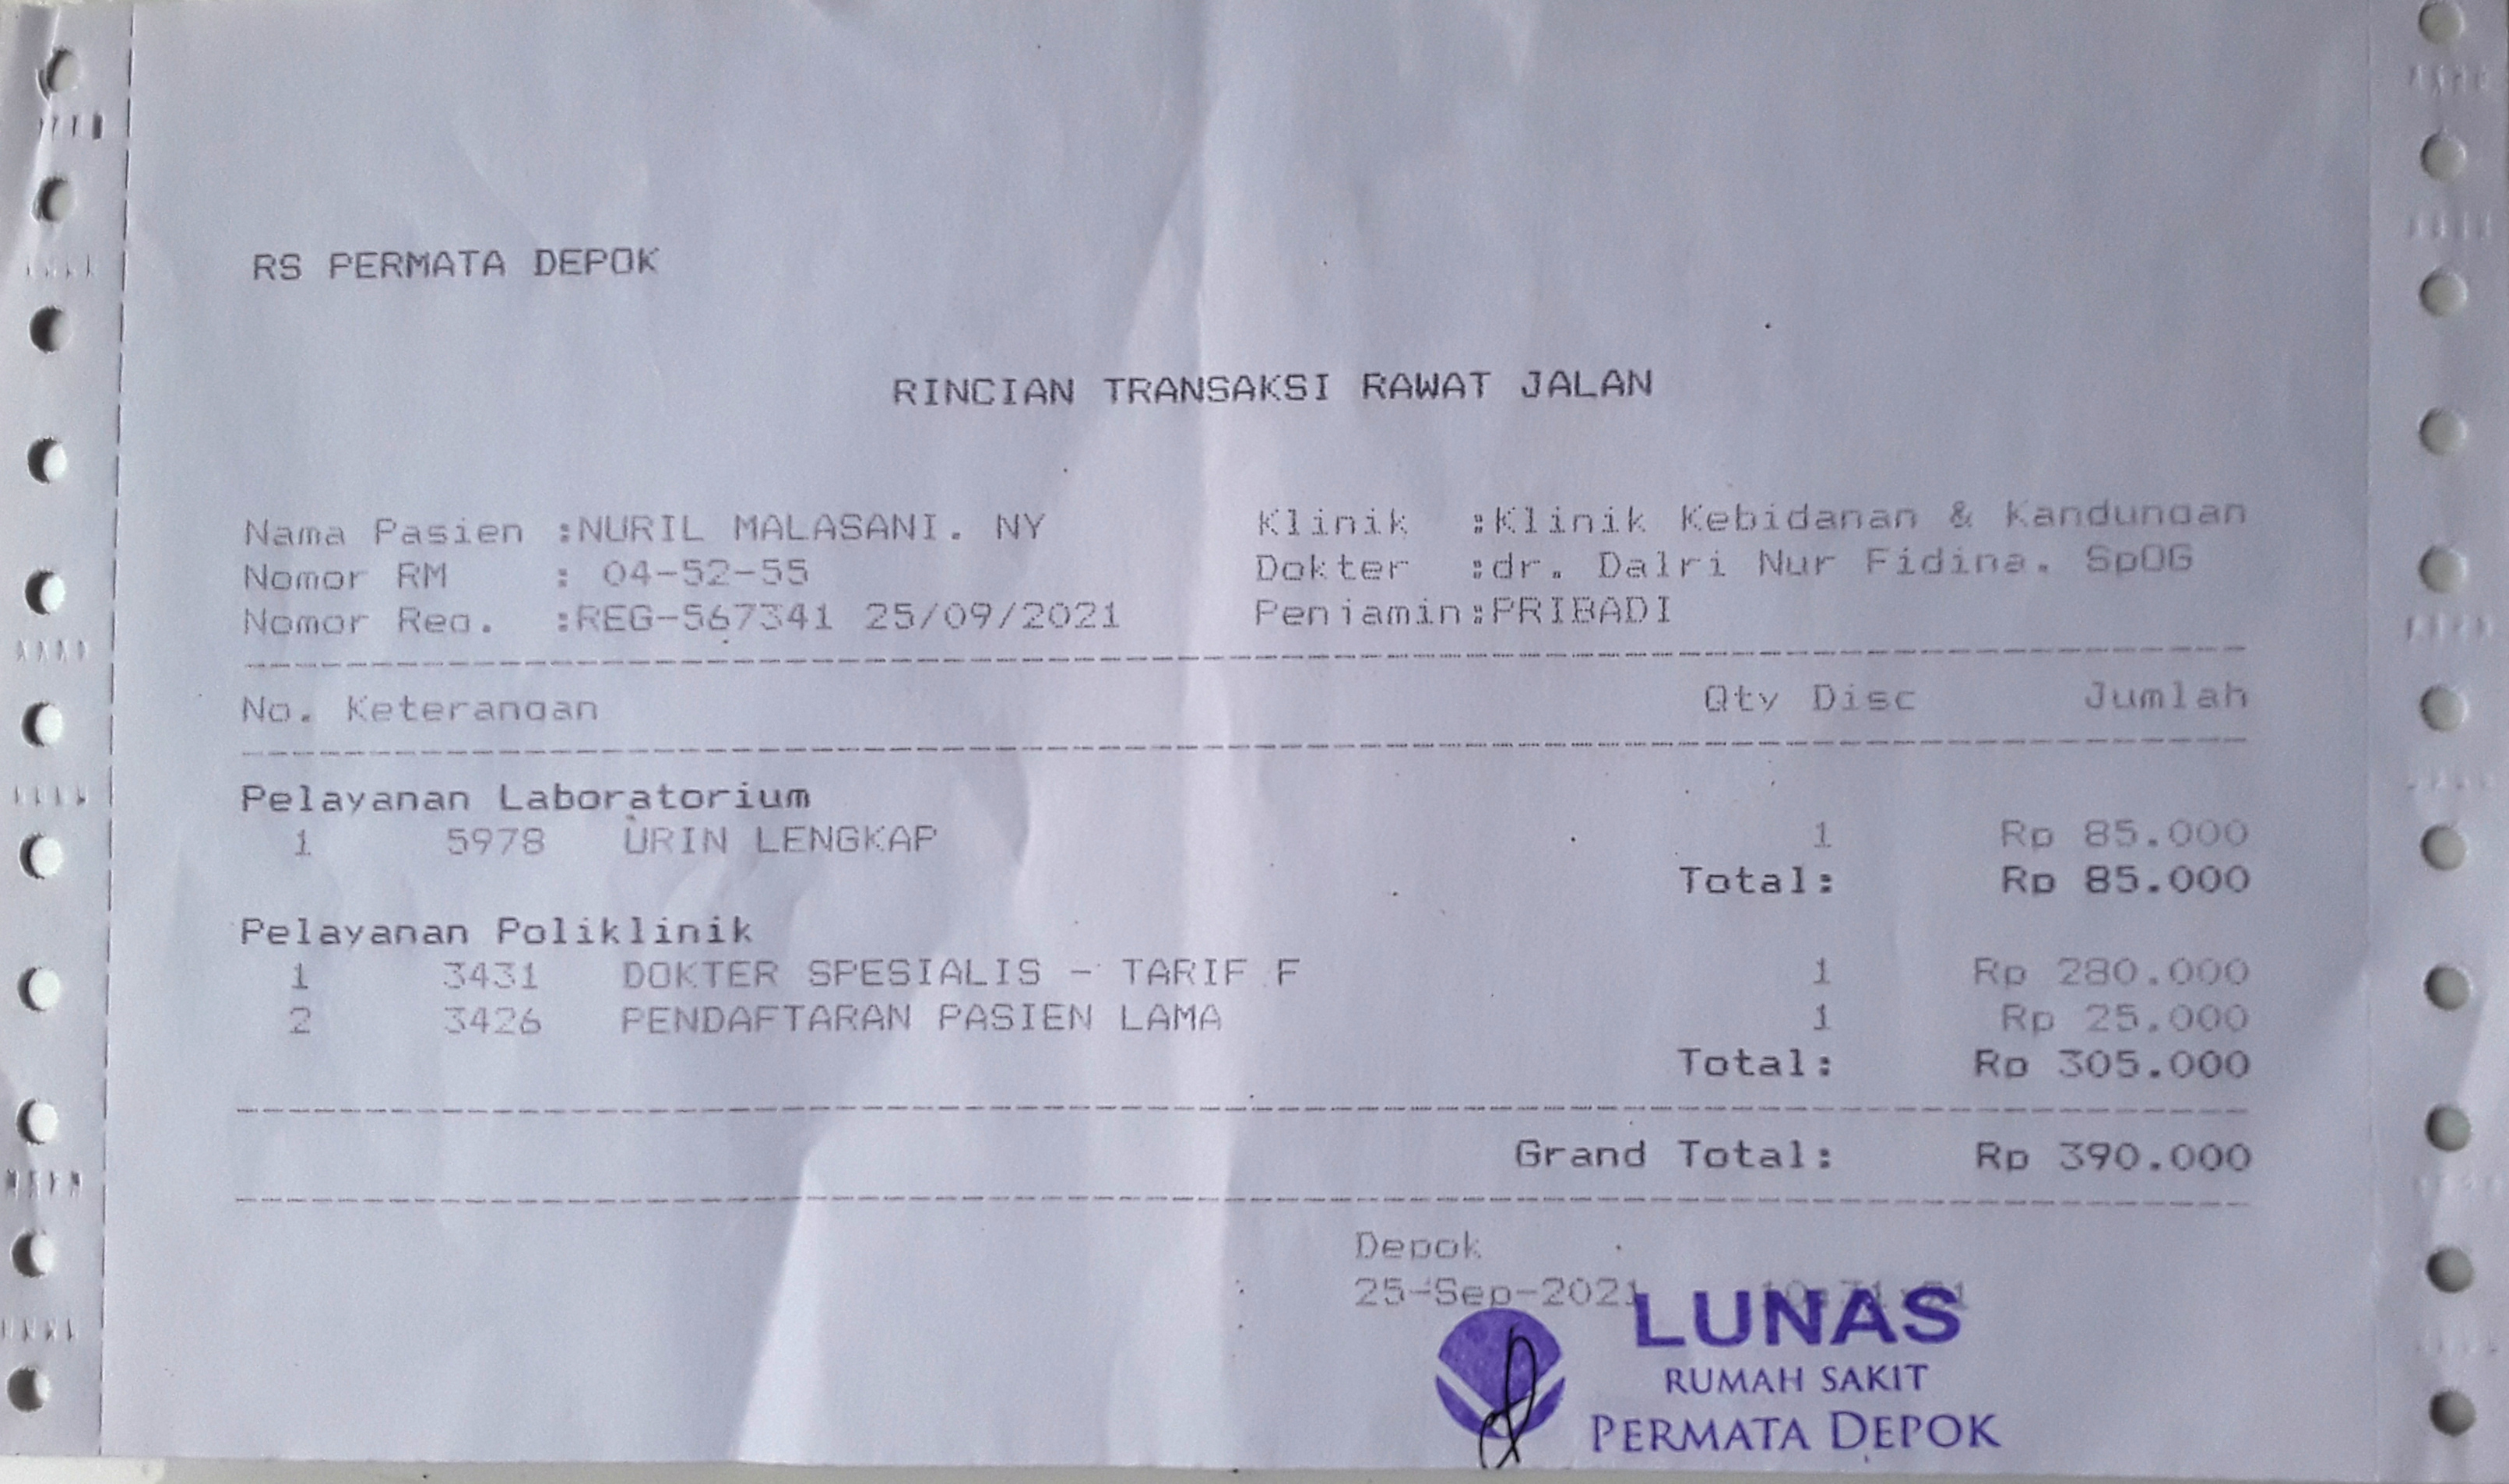 RS PERMATA DEPOK
RINCIAN TRANSAKSI RAWAT JALAN
Nama Pasien :NURIL MALASANI. NY Klinik :Klinik Kebidanan & Kandungan
Nomor RM : 04-52-55 Dokter :dr. Dalri Nur Fidina. SpOG
Nomor Reg. :REG-567341 25/09/2021 Penjamin:PRIBADI
No. Keterangan Qty Disc Jumlah
Pelayanan Laboratorium
1 5978 URIN LENGKAP 1 Rp 85.000
Total: Rp 85.000
Pelayanan Poliklinik
1 3431 DOKTER SPESIALIS - TARIF F 1 Rp 280.000
2 3426 PENDAFTARAN PASIEN LAMA 1 Rp 25.000
Total: Rp 305.000
Grand Total: Rp 390.000
Depok
25-Sep-2021
LUNAS
RUMAH SAKIT
PERMATA DEPOK